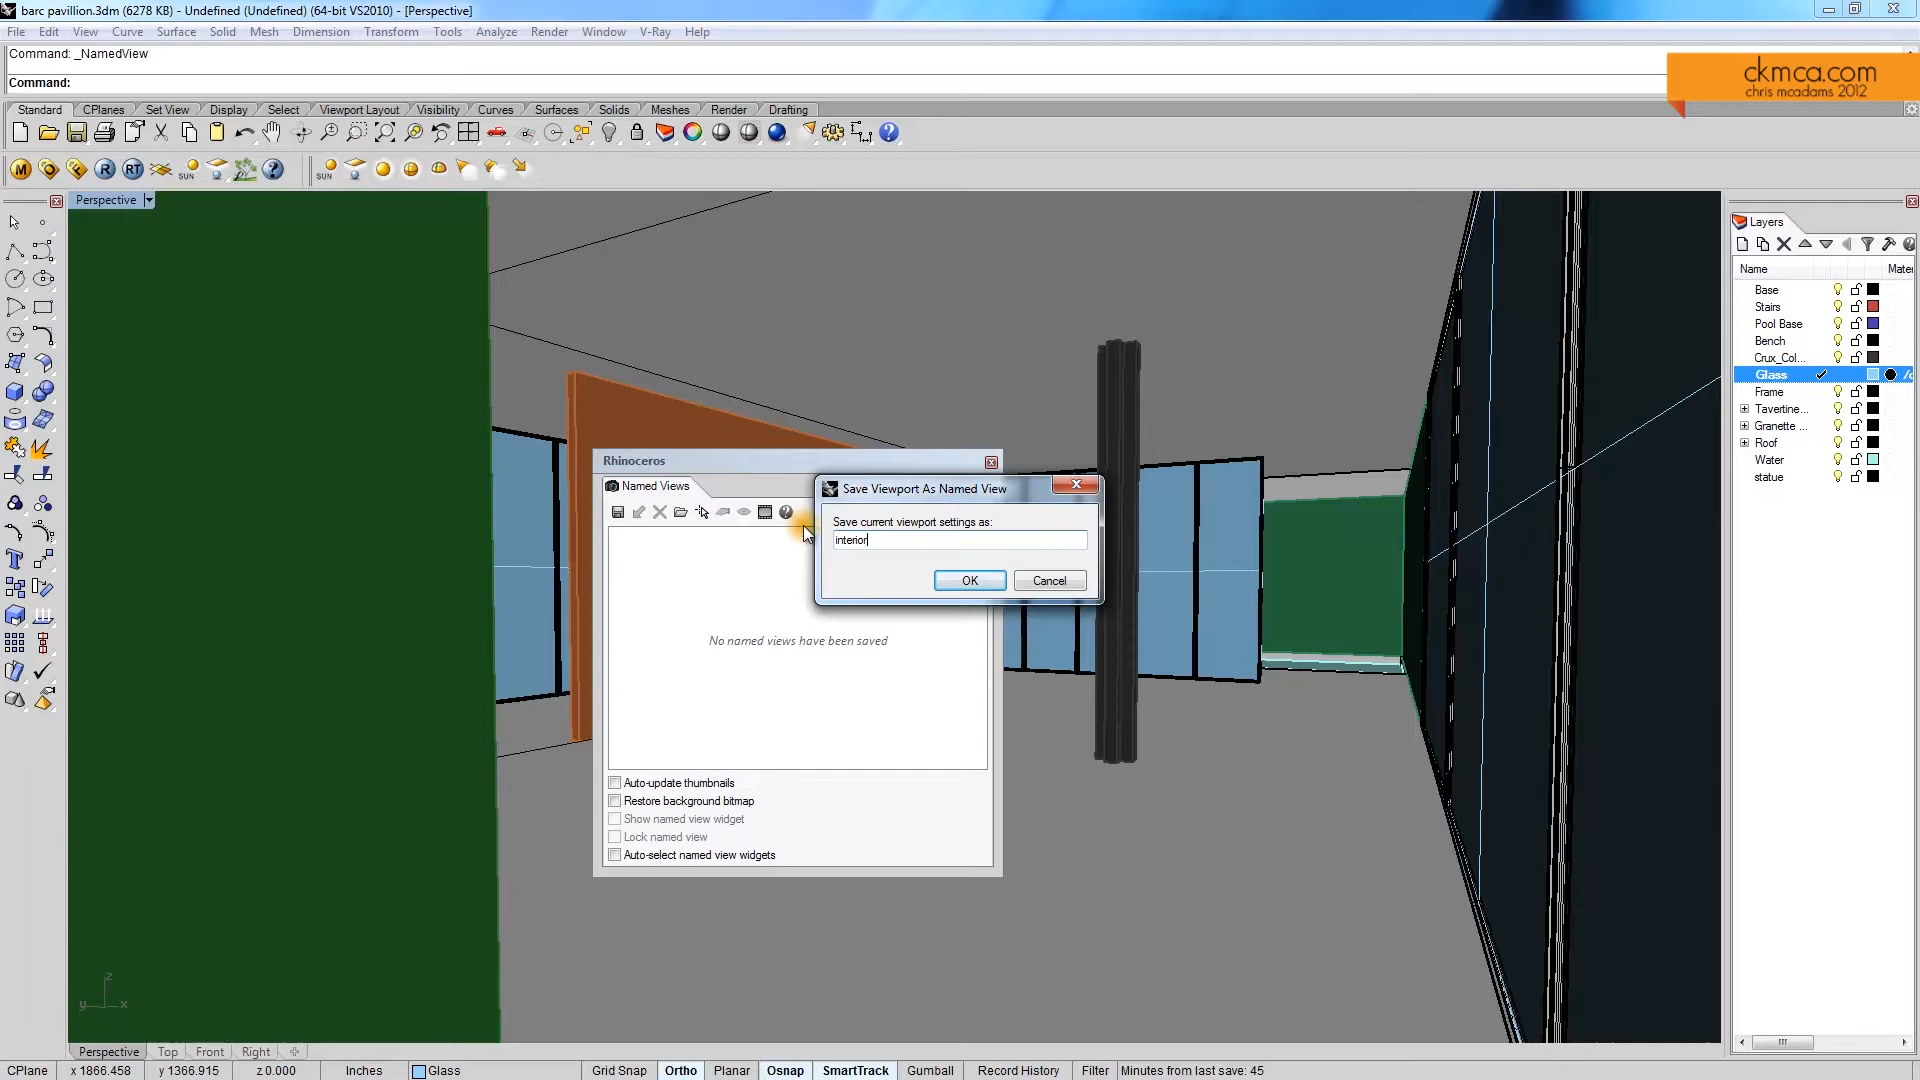 barc pavillion.3dm (6278 KB) - Undefined (Undefined) (64-bit VS2010) - [Perspective]
File Edit View Curve Surface Solid Mesh Dimension Transform Tools Analyze Render Window V-Ray Help
Command: _NamedView
Command:
ckmca.com
chris mcadams 2012
Standard CPlanes Set View Display Select Viewport Layout Visibility Curves Surfaces Solids Meshes Render Drafting
M O F R RT SUN SUN
Perspective
Layers
Name Mater
Base
Stairs
Pool Base
Bench
Crux_Col...
Glass
Frame
Tavertine...
Granette ...
Roof
Water
statue
Rhinoceros
Named Views
No named views have been saved
Auto-update thumbnails
Restore background bitmap
Show named view widget
Lock named view
Auto-select named view widgets
Save Viewport As Named View
Save current viewport settings as:
interior
OK Cancel
z
y x
Perspective Top Front Right
CPlane x 1866.458 y 1366.915 z 0.000 Inches Glass Grid Snap Ortho Planar Osnap SmartTrack Gumball Record History Filter Minutes from last save: 45